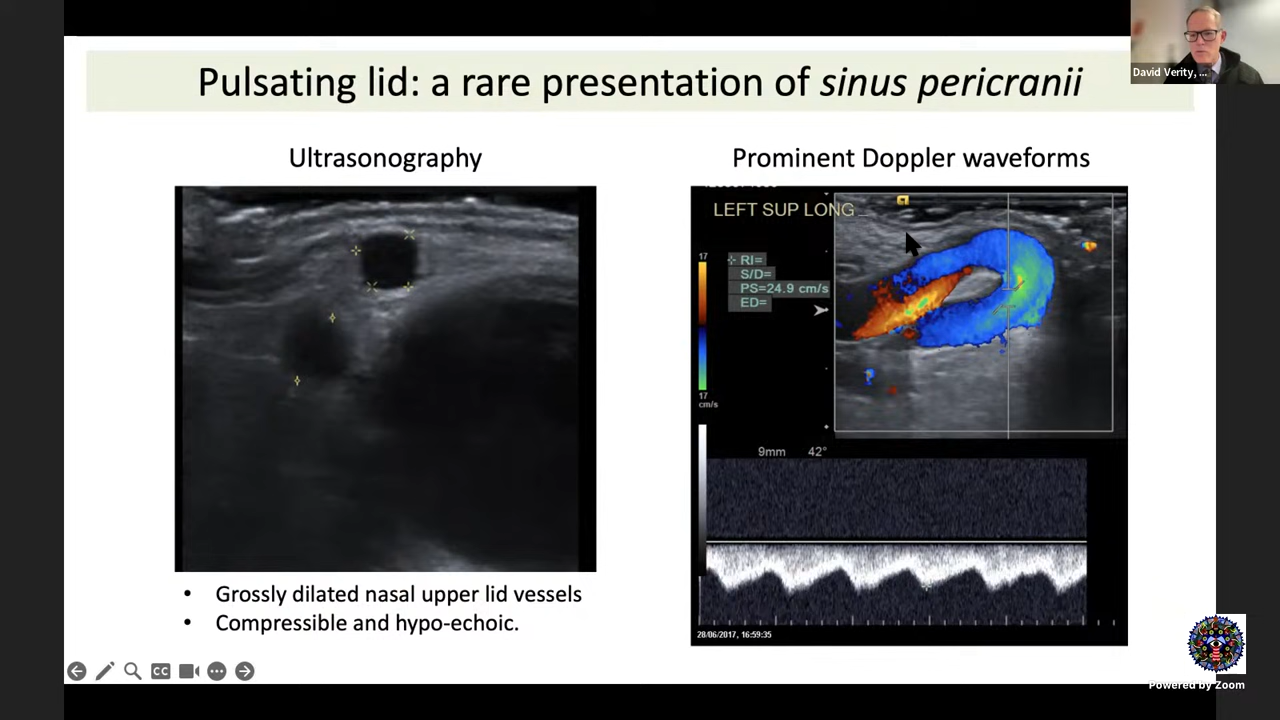 David Verity, ...
Pulsating lid: a rare presentation of sinus pericranii
Ultrasonography
Prominent Doppler waveforms
LEFT SUP LONG
17
RI=
S/D=
PS=24.9 cm/s
ED=
17
cm/s
9mm 42°
28/06/2017, 16:59:35
• Grossly dilated nasal upper lid vessels
• Compressible and hypo-echoic.
CC
Powered by Zoom